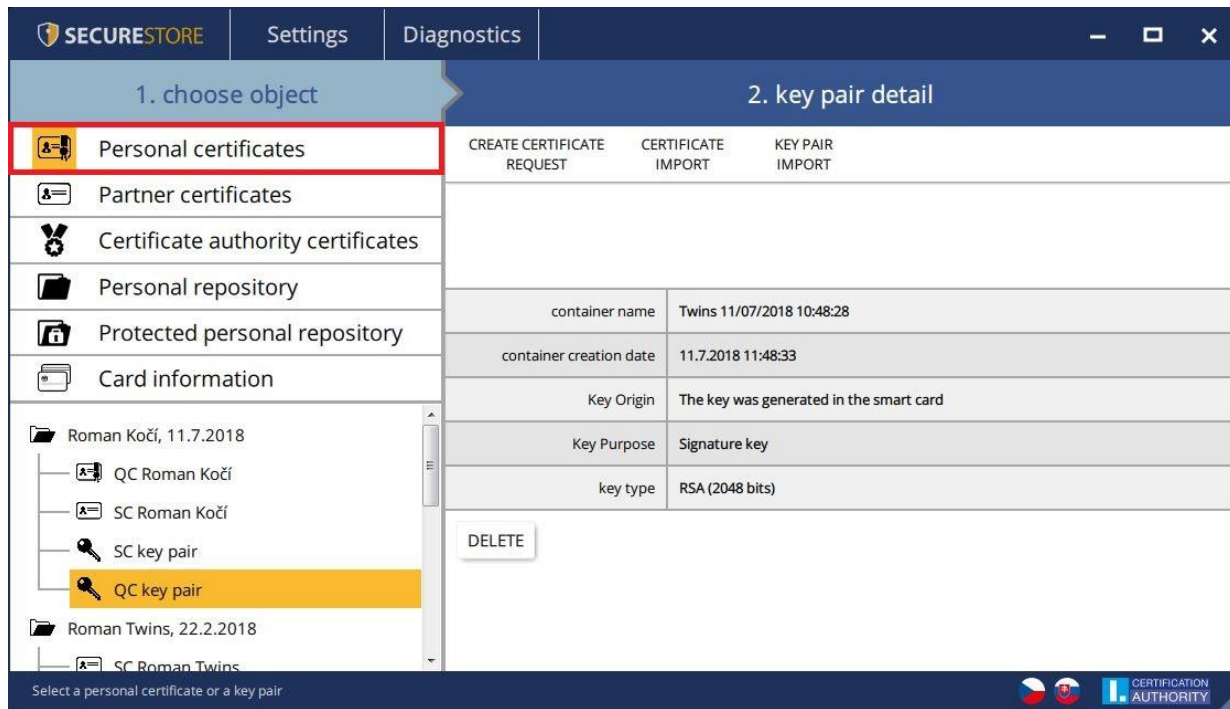 SECURESTORE Settings Diagnostics
1. choose object
2. key pair detail
Personal certificates
Partner certificates
Certificate authority certificates
Personal repository
Protected personal repository
Card information
Roman Kočí, 11.7.2018
QC Roman Kočí
SC Roman Kočí
SC key pair
QC key pair
Roman Twins, 22.2.2018
SC Roman Twins
CREATE CERTIFICATE
REQUEST
CERTIFICATE
IMPORT
KEY PAIR
IMPORT
container name Twins 11/07/2018 10:48:28
container creation date 11.7.2018 11:48:33
Key Origin The key was generated in the smart card
Key Purpose Signature key
key type RSA (2048 bits)
DELETE
Select a personal certificate or a key pair
I. CERTIFICATION
AUTHORITY